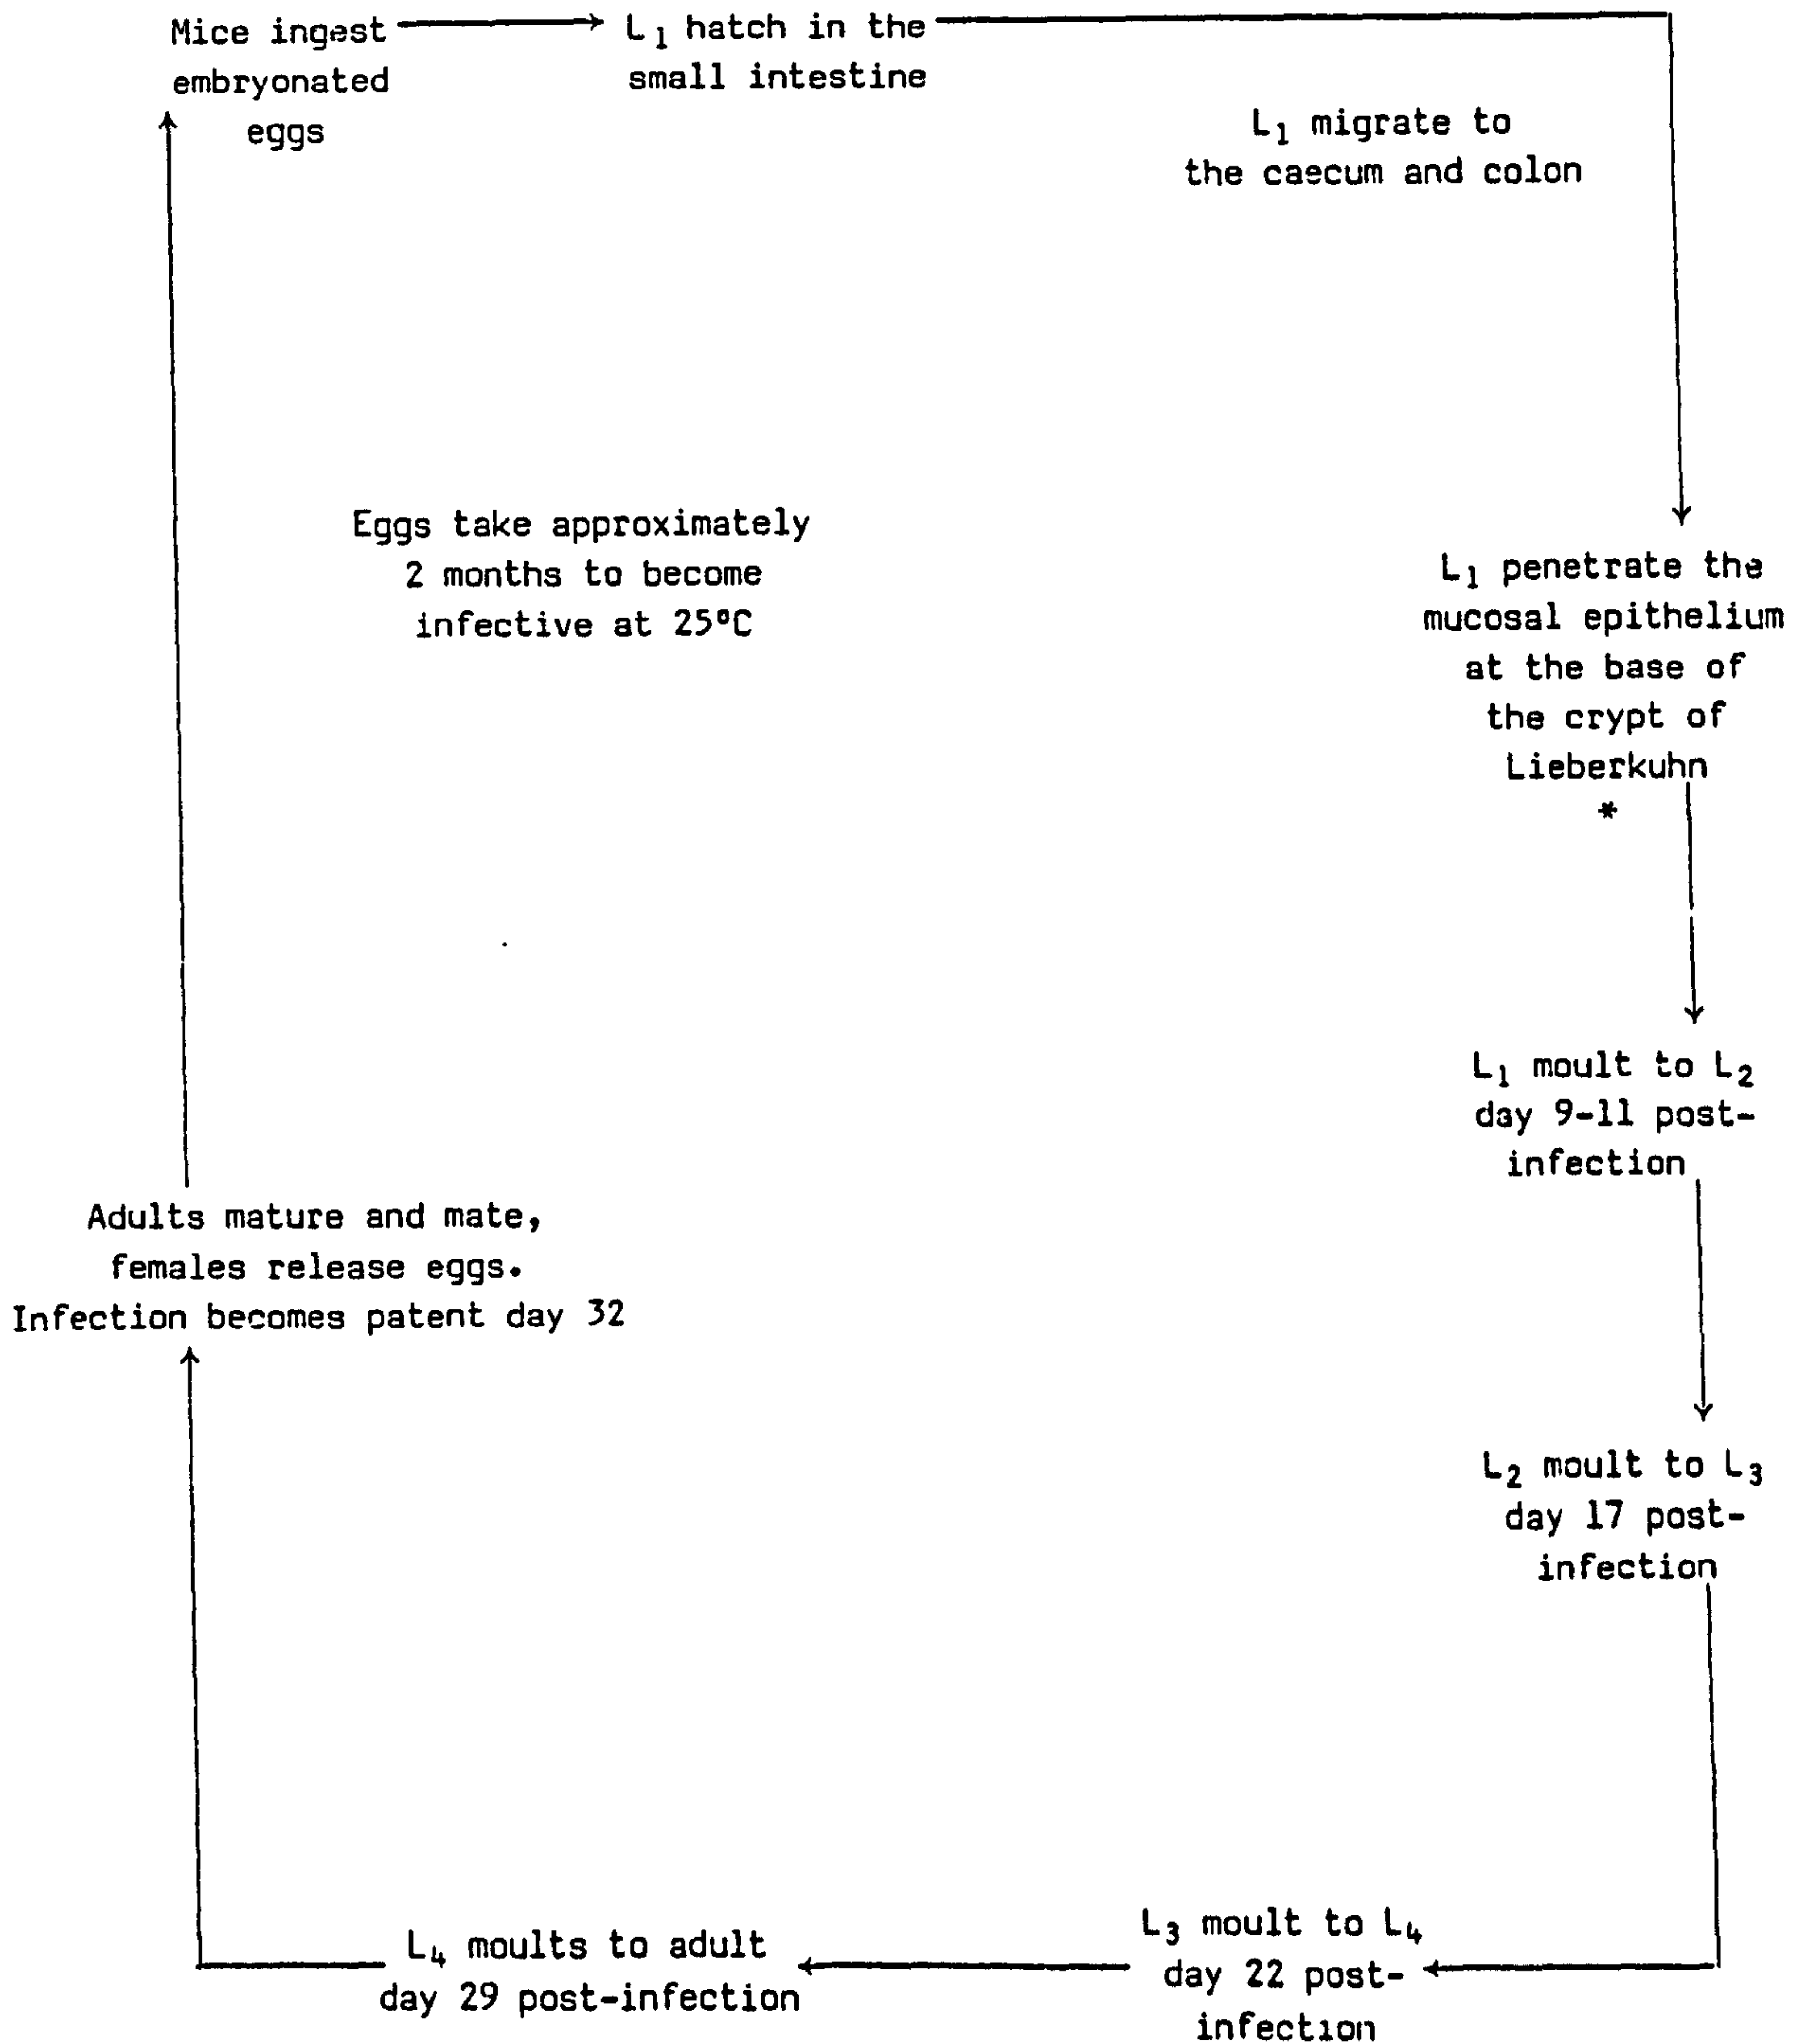 Mice ingest
embryonated
eggs
L1 hatch in the
small intestine
L1 migrate to
the caecum and colon
L1 penetrate the
mucosal epithelium
at the base of
the crypt of
Lieberkuhn
*
L1 moult to L2
day 9-11 post-
infection
L2 moult to L3
day 17 post-
infection
L3 moult to L4
day 22 post-
infection
L4 moults to adult
day 29 post-infection
Adults mature and mate,
females release eggs.
Infection becomes patent day 32
Eggs take approximately
2 months to become
infective at 25ºC